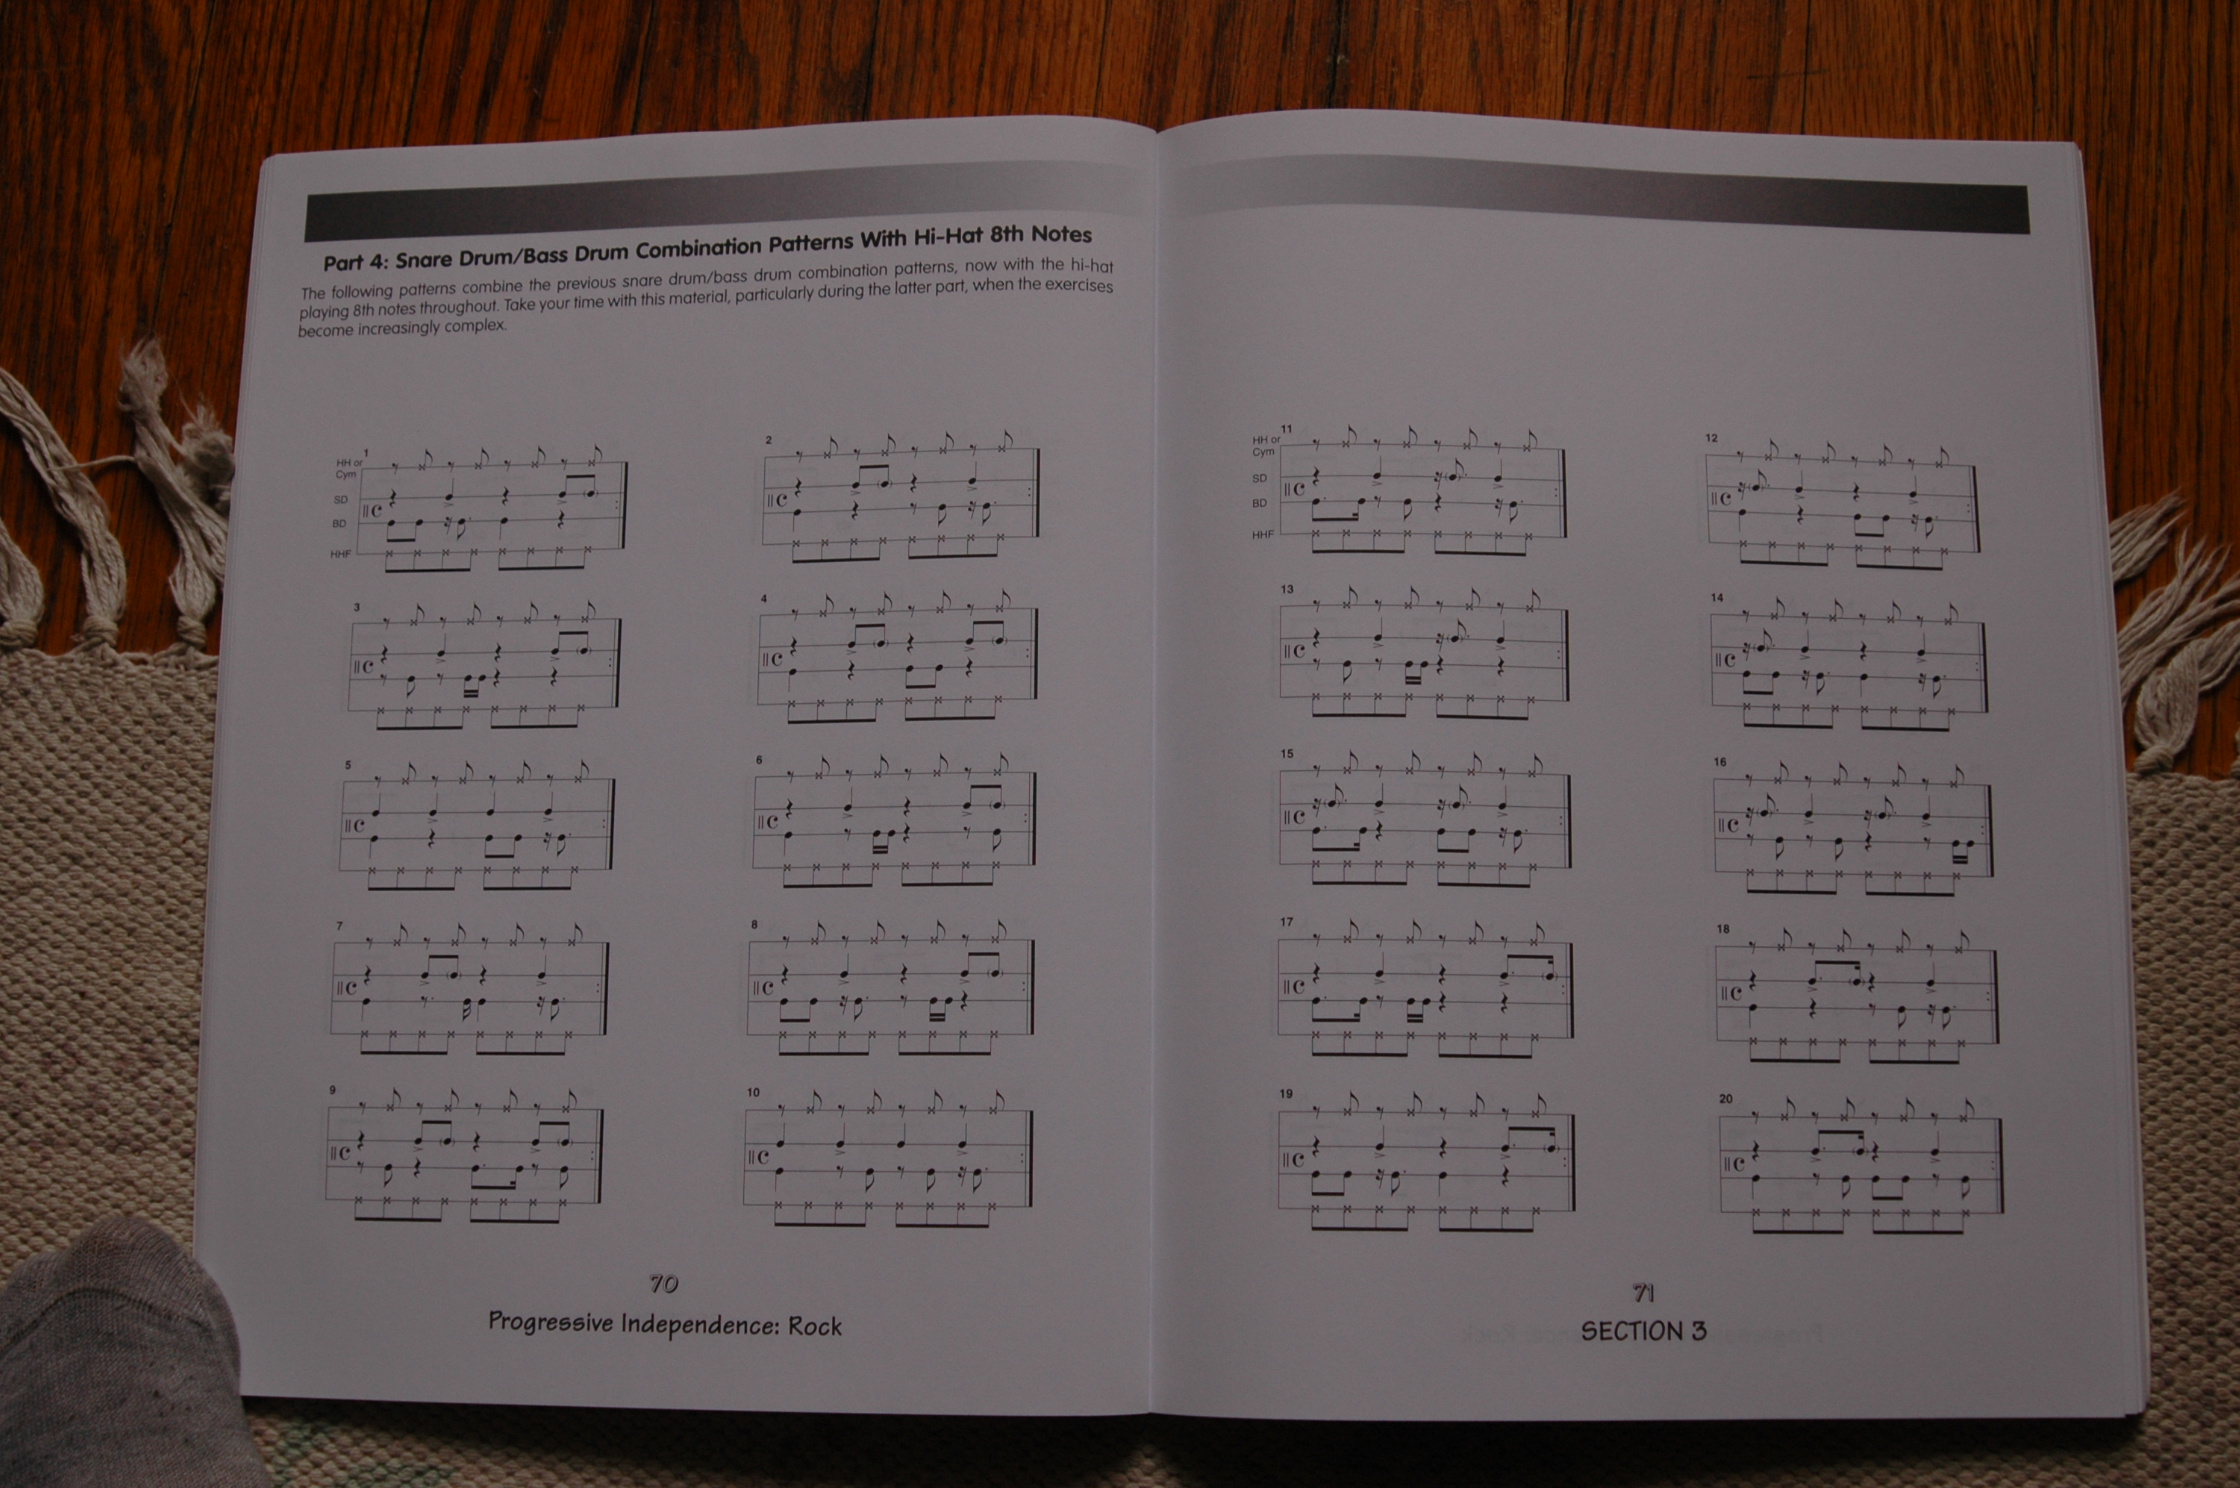 Part 4: Snare Drum/Bass Drum Combination Patterns With Hi-Hat 8th Notes
The following patterns combine the previous snare drum/bass drum combination patterns, now with the hi-hat
playing 8th notes throughout. Take your time with this material, particularly during the latter part, when the exercises
become increasingly complex.
1
HH or
Cym
SD
BD
HHF
2
3
4
5
6
7
8
9
10
70
Progressive Independence: Rock
11
HH or
Cym
SD
BD
HHF
12
13
14
15
16
17
18
19
20
71
SECTION 3